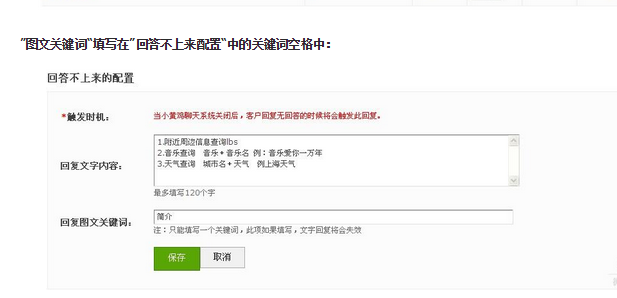 "图文关键词"填写在"回答不上来配置"中的关键词空格中：
回答不上来的配置
*触发时机： 当小黄鸡聊天系统关闭后，客户回复无回答的时候将会触发此回复。
回复文字内容：
1.附近周边信息查询lbs
2.音乐查询 音乐＋音乐名 例：音乐爱你一万年
3.天气查询 城市名＋天气 例上海天气
最多填写120个字
回复图文关键词： 简介
注：只能填写一个关键词，此项如果填写，文字回复将会失效
保存 取消